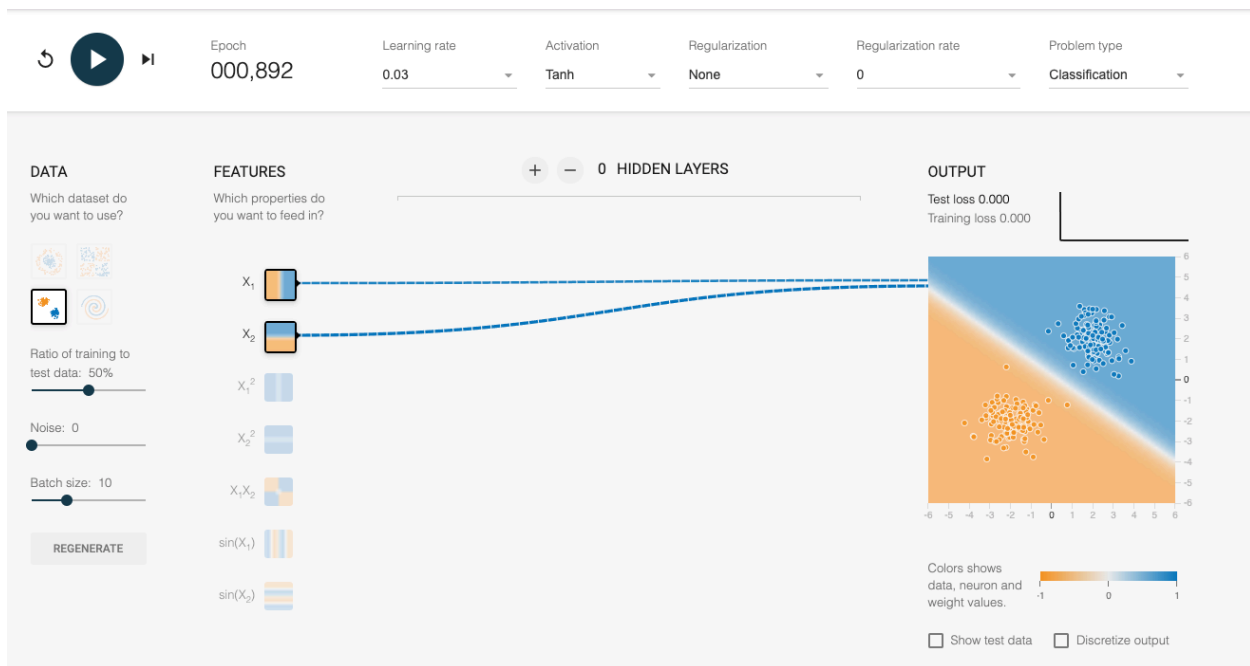 Epoch
000,892
Learning rate
0.03
Activation
Tanh
Regularization
None
Regularization rate
0
Problem type
Classification
DATA
Which dataset do
you want to use?
Ratio of training to
test data: 50%
Noise: 0
Batch size: 10
REGENERATE
FEATURES
Which properties do
you want to feed in?
X₁
X₂
X₁²
X₂²
X₁X₂
sin(X₁)
sin(X₂)
+ − 0 HIDDEN LAYERS
OUTPUT
Test loss 0.000
Training loss 0.000
6
5
4
3
2
1
0
-1
-2
-3
-4
-5
-6
-6 -5 -4 -3 -2 -1 0 1 2 3 4 5 6
Colors shows
data, neuron and
weight values.
-1 0 1
Show test data
Discretize output